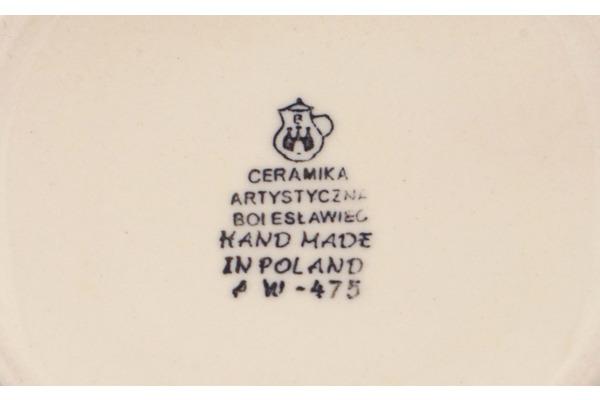 CERAMIKA
ARTYSTYCZNA
BOLESŁAWIEC
HAND MADE
IN POLAND
A W-475